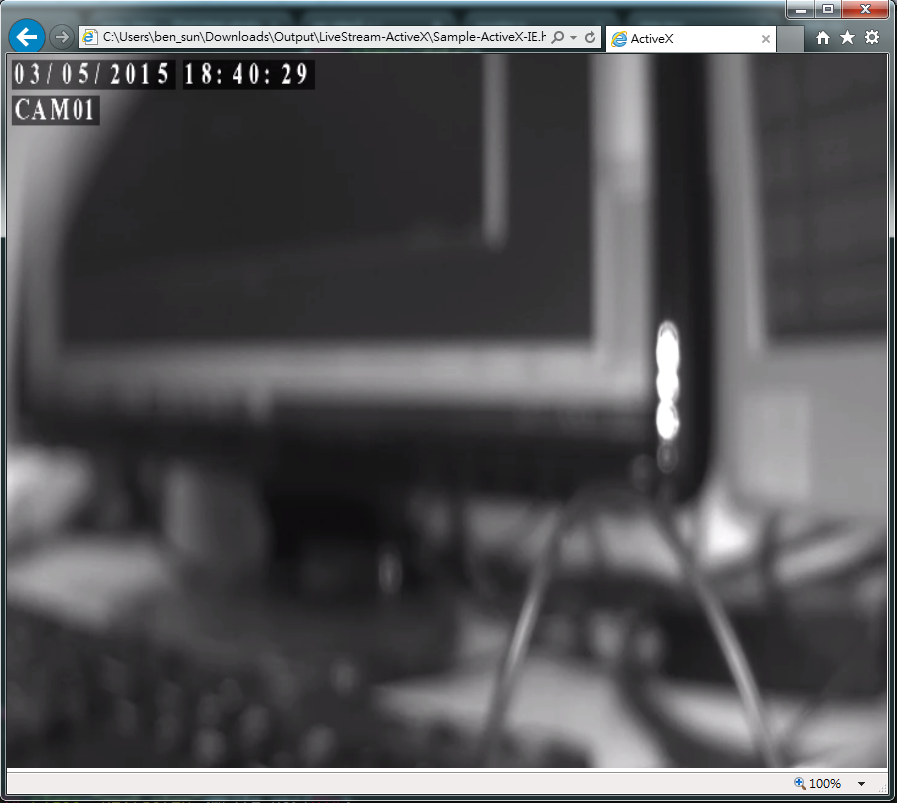 C:\Users\ben_sun\Downloads\Output\LiveStream-ActiveX\Sample-ActiveX-IE.h
ActiveX
03/05/2015 18:40:29
CAM01
100%